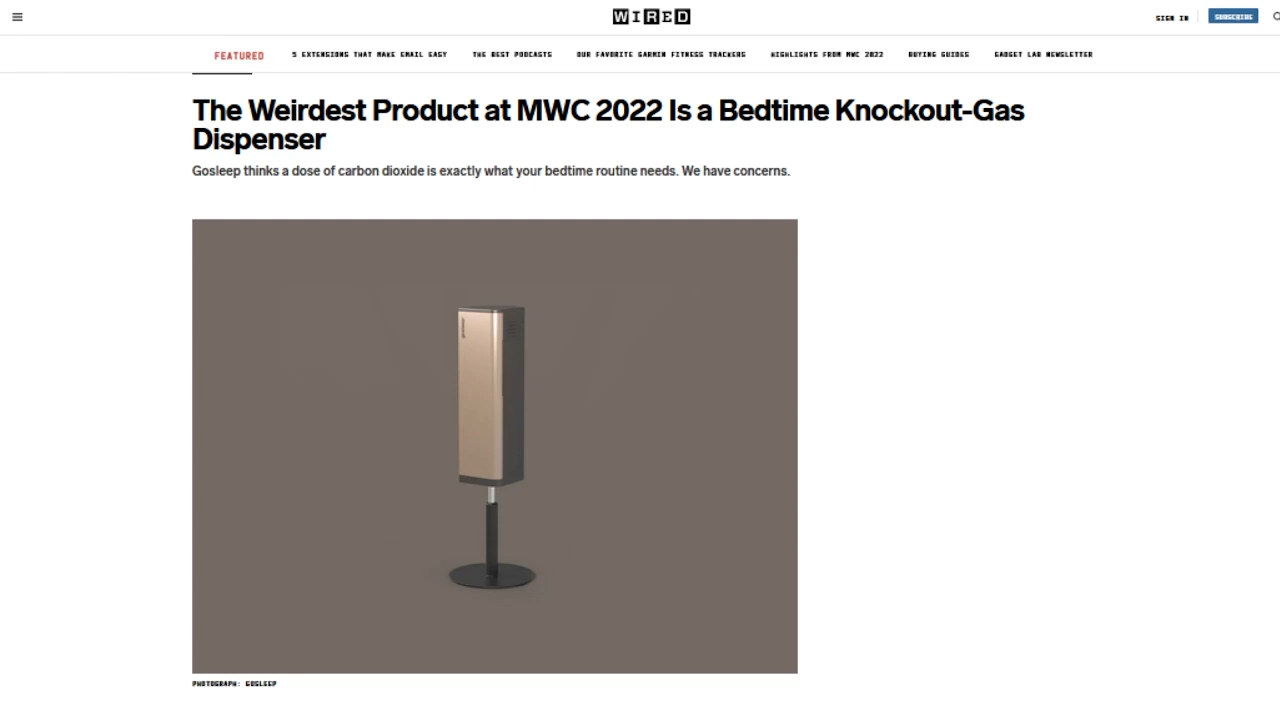 WIRED
SIGN IN
SUBSCRIBE
FEATURED
5 EXTENSIONS THAT MAKE EMAIL EASY
THE BEST PODCASTS
OUR FAVORITE GARMIN FITNESS TRACKERS
HIGHLIGHTS FROM MWC 2022
BUYING GUIDES
GADGET LAB NEWSLETTER
The Weirdest Product at MWC 2022 Is a Bedtime Knockout-Gas
Dispenser
Gosleep thinks a dose of carbon dioxide is exactly what your bedtime routine needs. We have concerns.
PHOTOGRAPH: GOSLEEP